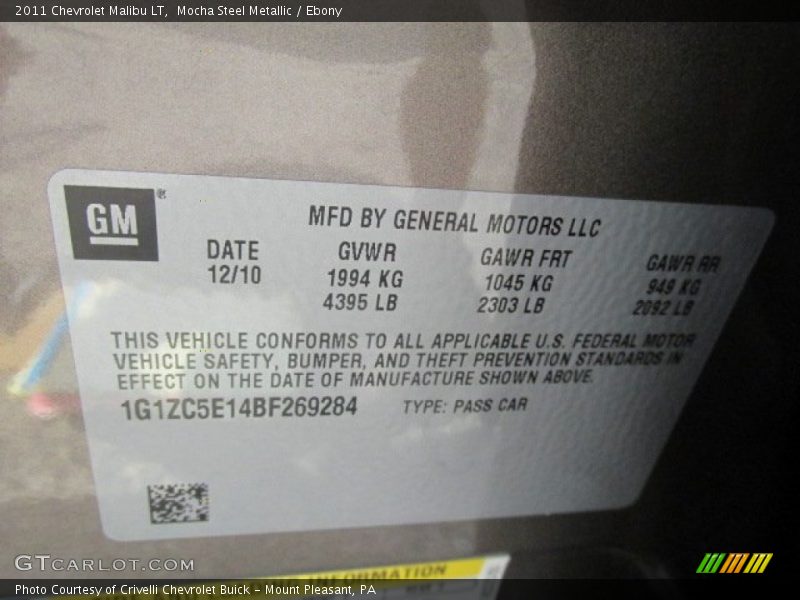 2011 Chevrolet Malibu LT, Mocha Steel Metallic / Ebony
GM ®
MFD BY GENERAL MOTORS LLC
DATE GVWR GAWR FRT GAWR RR
12/10 1994 KG 1045 KG 949 KG
4395 LB 2303 LB 2092 LB
THIS VEHICLE CONFORMS TO ALL APPLICABLE U.S. FEDERAL MOTOR
VEHICLE SAFETY, BUMPER, AND THEFT PREVENTION STANDARDS IN
EFFECT ON THE DATE OF MANUFACTURE SHOWN ABOVE.
1G1ZC5E14BF269284 TYPE: PASS CAR
INFORMATION
GTCARLOT.COM
Photo Courtesy of Crivelli Chevrolet Buick – Mount Pleasant, PA